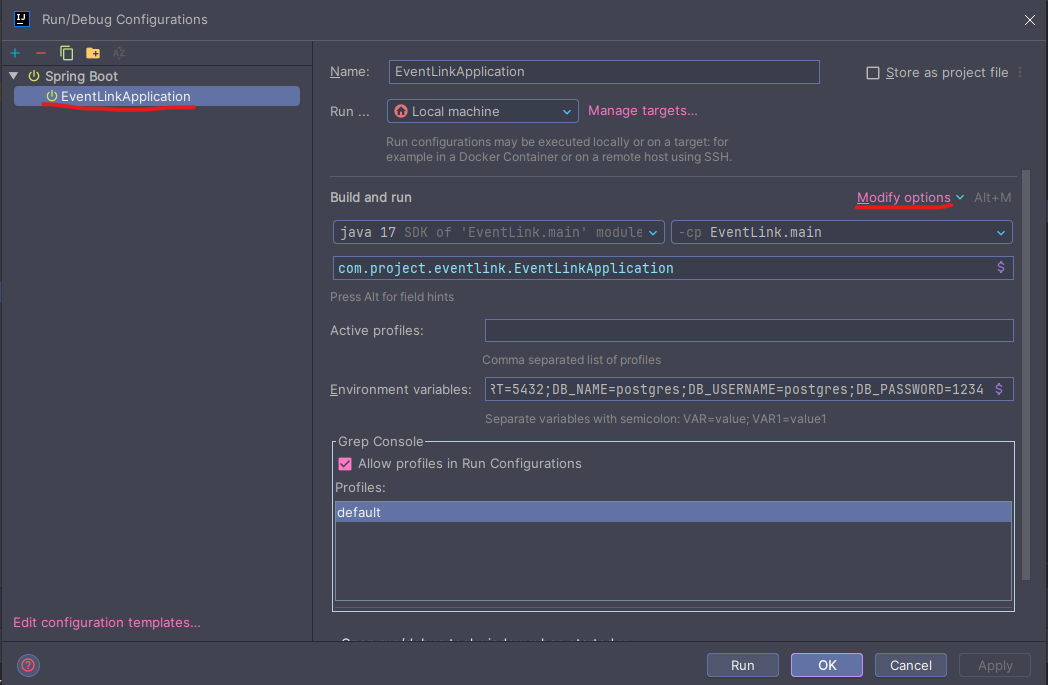 IJ
Run/Debug Configurations
Spring Boot
EventLinkApplication
Name: EventLinkApplication
Store as project file
Run ... Local machine Manage targets...
Run configurations may be executed locally or on a target: for
example in a Docker Container or on a remote host using SSH.
Build and run Modify options Alt+M
java 17 SDK of 'EventLink.main' module -cp EventLink.main
com.project.eventlink.EventLinkApplication $
Press Alt for field hints
Active profiles:
Comma separated list of profiles
Environment variables: RT=5432;DB_NAME=postgres;DB_USERNAME=postgres;DB_PASSWORD=1234 $
Separate variables with semicolon: VAR=value; VAR1=value1
Grep Console
Allow profiles in Run Configurations
Profiles:
default
Edit configuration templates...
? Run OK Cancel Apply